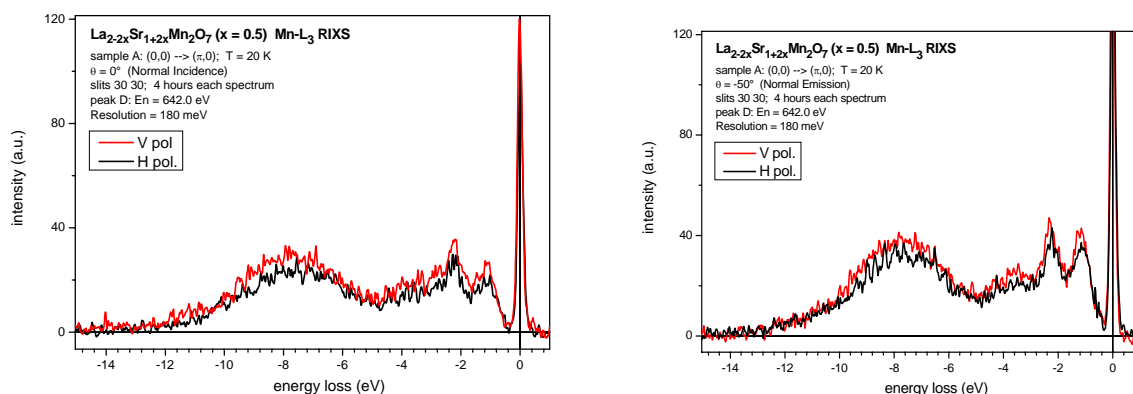 La2-2xSr1+2xMn2O7 (x = 0.5)  Mn-L3 RIXS
sample A: (0,0) --> (π,0);  T = 20 K
θ = 0°  (Normal Incidence)
slits 30 30;  4 hours each spectrum
peak D: En = 642.0 eV
Resolution = 180 meV
V pol
H pol.
intensity (a.u.)
120
80
40
0
-14 -12 -10 -8 -6 -4 -2 0
energy loss (eV)
La2-2xSr1+2xMn2O7 (x = 0.5)  Mn-L3 RIXS
sample A: (0,0) --> (π,0);  T = 20 K
θ = -50°  (Normal Emission)
slits 30 30;  4 hours each spectrum
peak D: En = 642.0 eV
Resolution = 180 meV
V pol.
H pol.
intensity (a.u.)
120
80
40
0
-14 -12 -10 -8 -6 -4 -2 0
energy loss (eV)